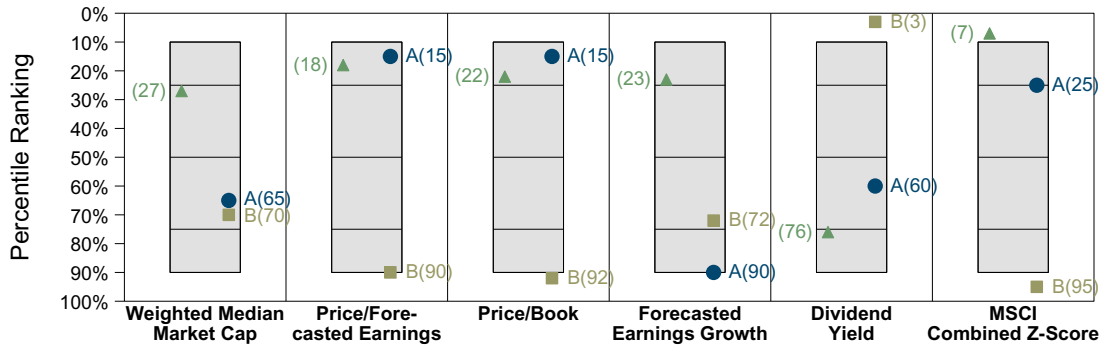 Percentile Ranking
0%
10%
20%
30%
40%
50%
60%
70%
80%
90%
100%
(27)
A(65)
B(70)
(18)
A(15)
B(90)
(22)
A(15)
B(92)
(23)
B(72)
A(90)
B(3)
A(60)
(76)
(7)
A(25)
B(95)
Weighted Median
Market Cap
Price/Fore-
casted Earnings
Price/Book
Forecasted
Earnings Growth
Dividend
Yield
MSCI
Combined Z-Score